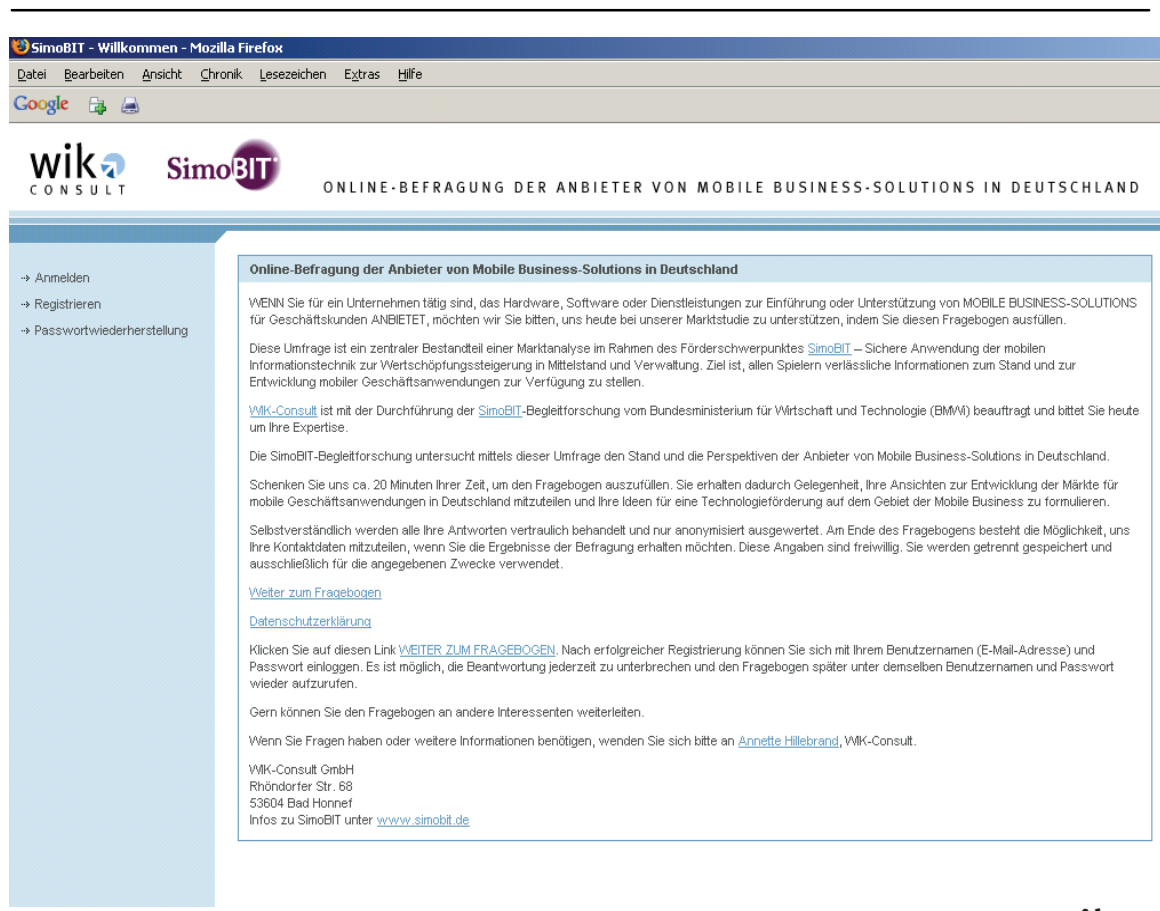 SimoBIT - Willkommen - Mozilla Firefox
Datei Bearbeiten Ansicht Chronik Lesezeichen Extras Hilfe
Google
wik
CONSULT
SimoBIT
ONLINE-BEFRAGUNG DER ANBIETER VON MOBILE BUSINESS-SOLUTIONS IN DEUTSCHLAND
Anmelden
Registrieren
Passwortwiederherstellung
Online-Befragung der Anbieter von Mobile Business-Solutions in Deutschland
WENN Sie für ein Unternehmen tätig sind, das Hardware, Software oder Dienstleistungen zur Einführung oder Unterstützung von MOBILE BUSINESS-SOLUTIONS
für Geschäftskunden ANBIETET, möchten wir Sie bitten, uns heute bei unserer Marktstudie zu unterstützen, indem Sie diesen Fragebogen ausfüllen.
Diese Umfrage ist ein zentraler Bestandteil einer Marktanalyse im Rahmen des Förderschwerpunktes SimoBIT – Sichere Anwendung der mobilen
Informationstechnik zur Wertschöpfungssteigerung in Mittelstand und Verwaltung. Ziel ist, allen Spielern verlässliche Informationen zum Stand und zur
Entwicklung mobiler Geschäftsanwendungen zur Verfügung zu stellen.
WIK-Consult ist mit der Durchführung der SimoBIT-Begleitforschung vom Bundesministerium für Wirtschaft und Technologie (BMWi) beauftragt und bittet Sie heute
um Ihre Expertise.
Die SimoBIT-Begleitforschung untersucht mittels dieser Umfrage den Stand und die Perspektiven der Anbieter von Mobile Business-Solutions in Deutschland.
Schenken Sie uns ca. 20 Minuten Ihrer Zeit, um den Fragebogen auszufüllen. Sie erhalten dadurch Gelegenheit, Ihre Ansichten zur Entwicklung der Märkte für
mobile Geschäftsanwendungen in Deutschland mitzuteilen und Ihre Ideen für eine Technologieförderung auf dem Gebiet der Mobile Business zu formulieren.
Selbstverständlich werden alle Ihre Antworten vertraulich behandelt und nur anonymisiert ausgewertet. Am Ende des Fragebogens besteht die Möglichkeit, uns
Ihre Kontaktdaten mitzuteilen, wenn Sie die Ergebnisse der Befragung erhalten möchten. Diese Angaben sind freiwillig. Sie werden getrennt gespeichert und
ausschließlich für die angegebenen Zwecke verwendet.
Weiter zum Fragebogen
Datenschutzerklärung
Klicken Sie auf diesen Link WEITER ZUM FRAGEBOGEN. Nach erfolgreicher Registrierung können Sie sich mit Ihrem Benutzernamen (E-Mail-Adresse) und
Passwort einloggen. Es ist möglich, die Beantwortung jederzeit zu unterbrechen und den Fragebogen später unter demselben Benutzernamen und Passwort
wieder aufzurufen.
Gern können Sie den Fragebogen an andere Interessenten weiterleiten.
Wenn Sie Fragen haben oder weitere Informationen benötigen, wenden Sie sich bitte an Annette Hillebrand, WIK-Consult.
WIK-Consult GmbH
Rhöndorfer Str. 68
53604 Bad Honnef
Infos zu SimoBIT unter www.simobit.de